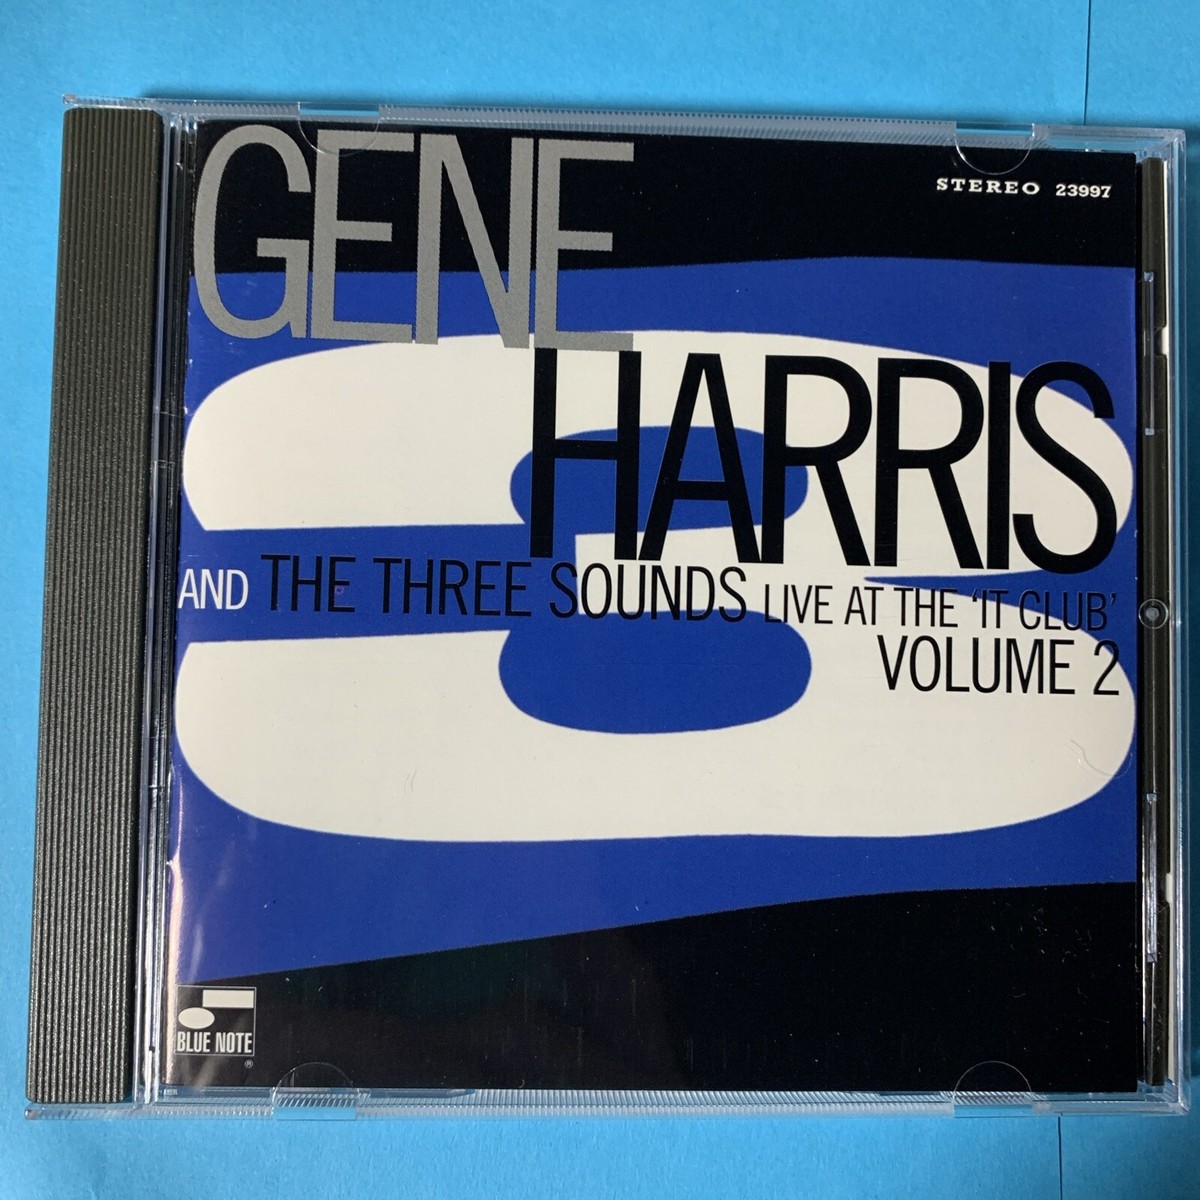 GENE
STEREO 23997
HARRIS
AND THE THREE SOUNDS LIVE AT THE 'IT CLUB'
VOLUME 2
BLUE NOTE
®